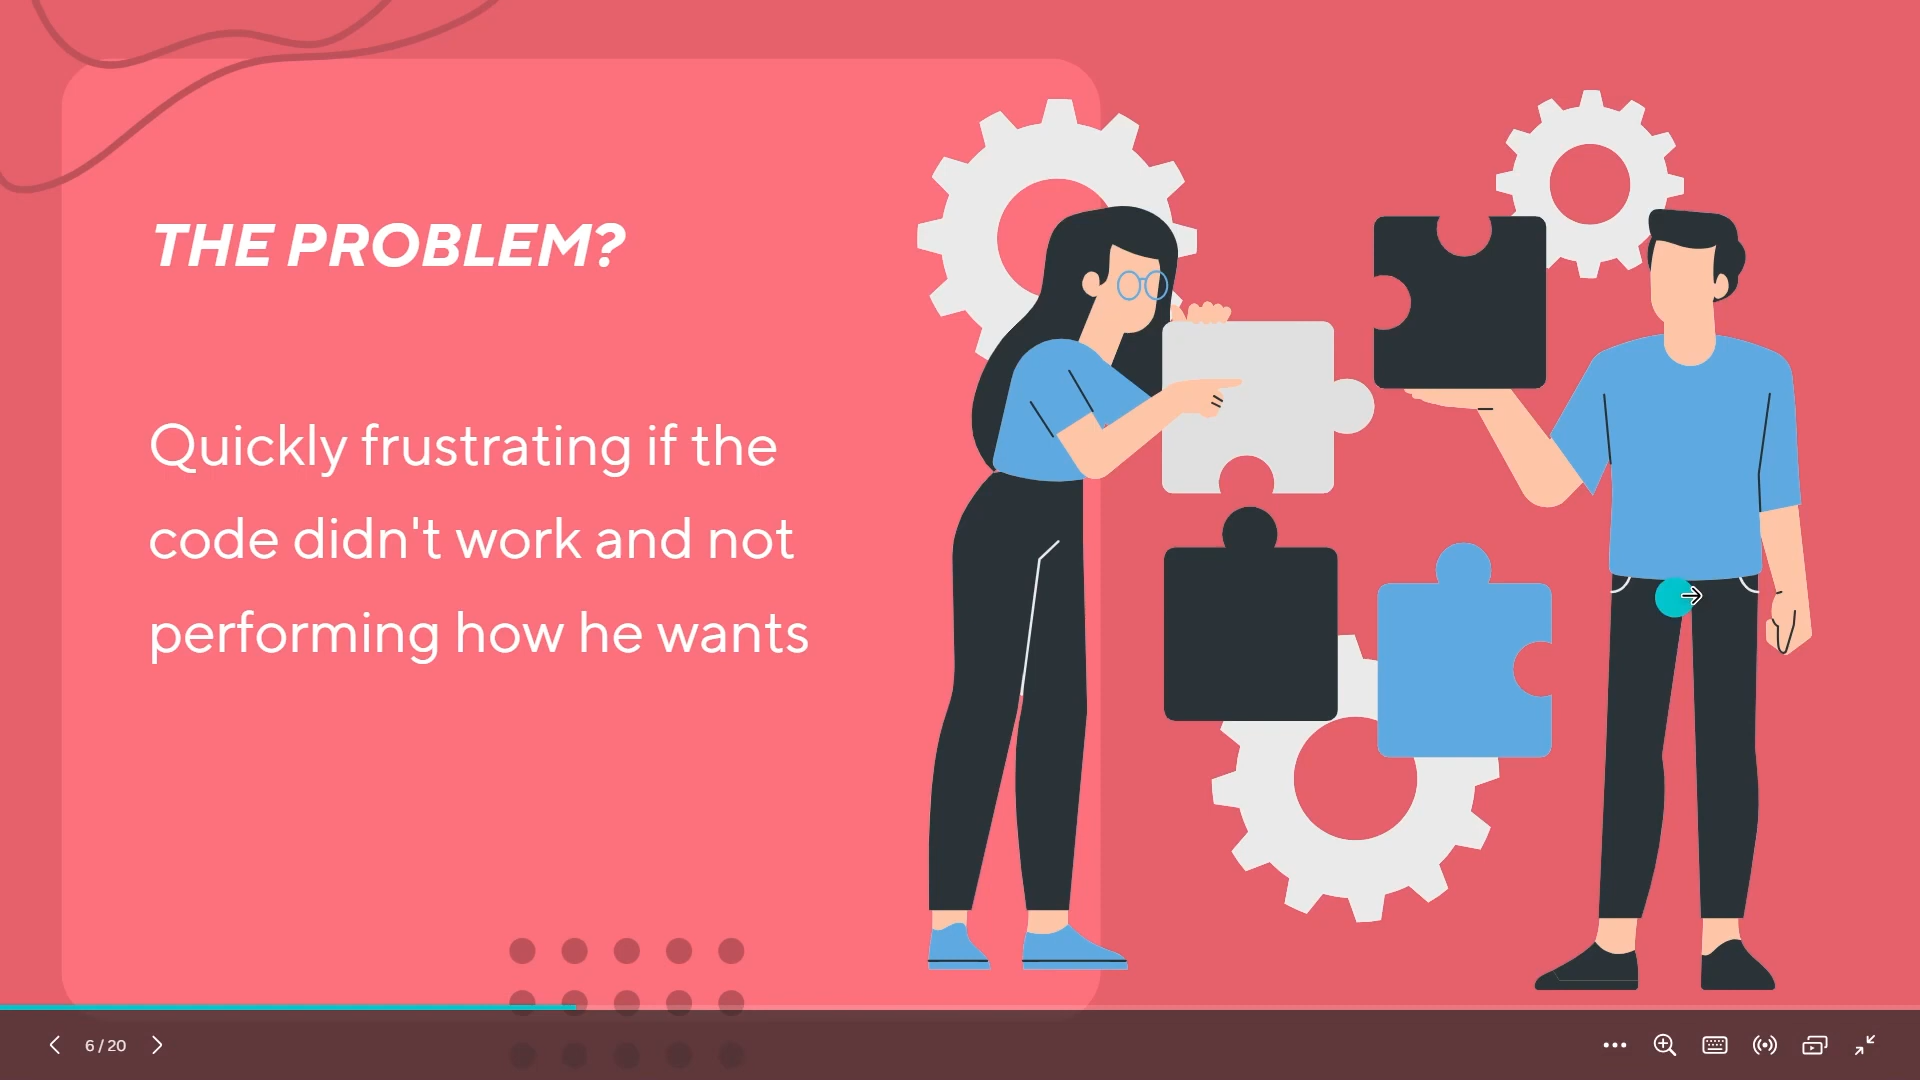 THE PROBLEM?
Quickly frustrating if the
code didn't work and not
performing how he wants
6 / 20